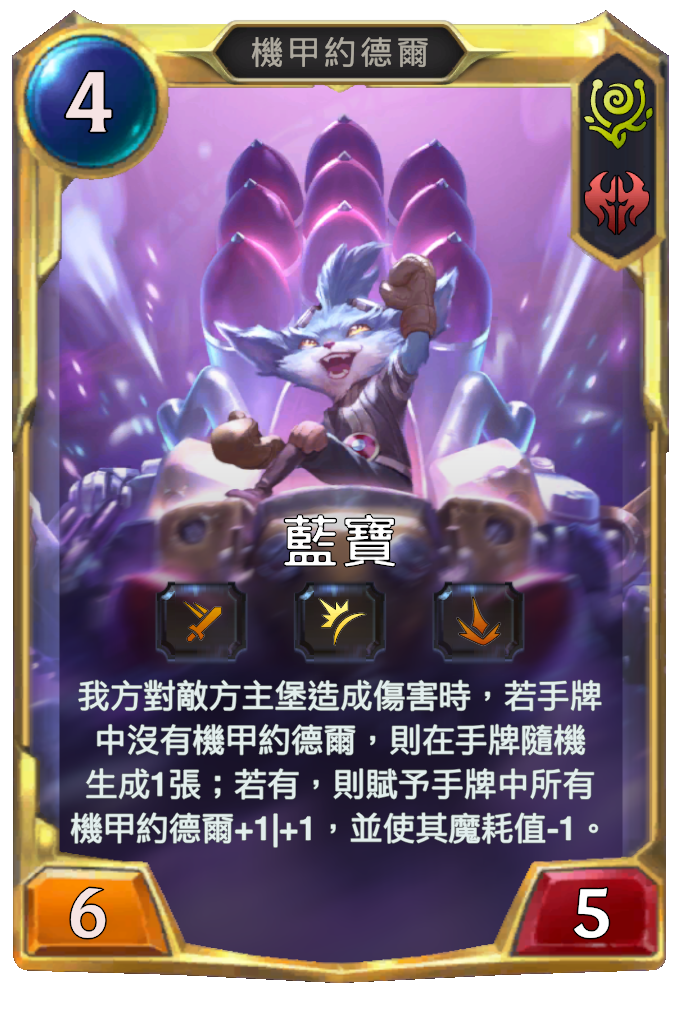 機甲約德爾
4
藍寶
我方對敵方主堡造成傷害時，若手牌
中沒有機甲約德爾，則在手牌隨機
生成1張；若有，則賦予手牌中所有
機甲約德爾+1|+1，並使其魔耗值-1。
6
5